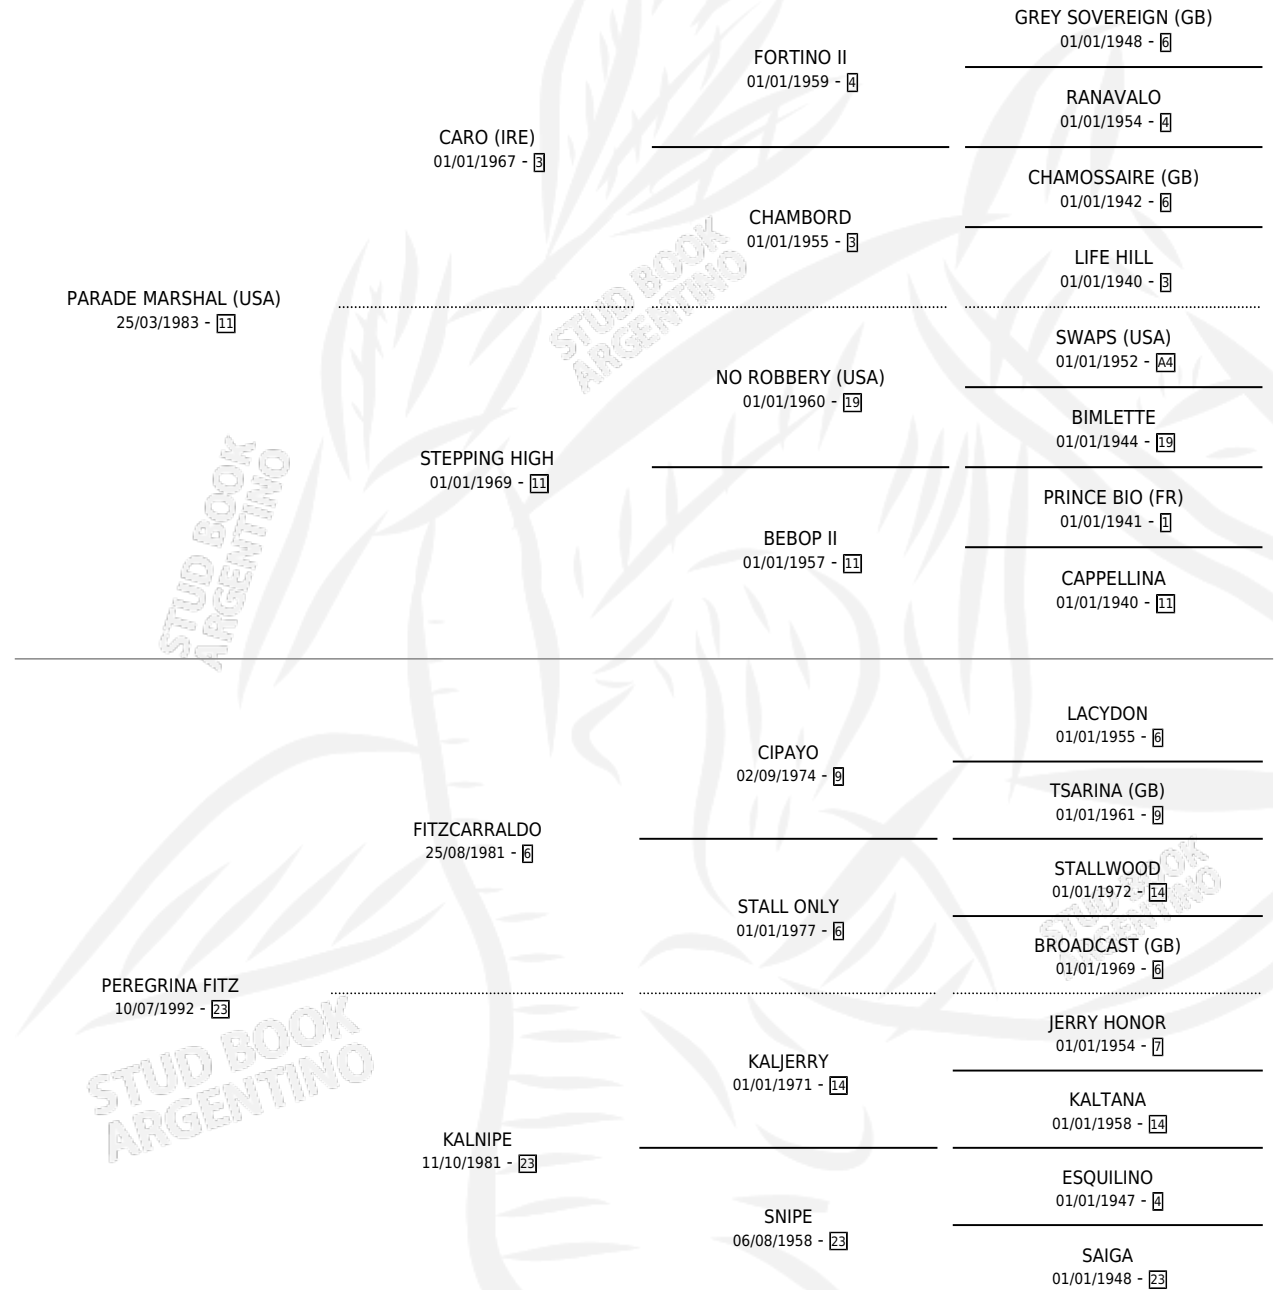 GREY SOVEREIGN (GB)
01/01/1948 - 6
FORTINO II
01/01/1959 - 4
RANAVALO
01/01/1954 - 4
CARO (IRE)
01/01/1967 - 3
CHAMOSSAIRE (GB)
01/01/1942 - 6
CHAMBORD
01/01/1955 - 3
LIFE HILL
01/01/1940 - 3
PARADE MARSHAL (USA)
25/03/1983 - 11
SWAPS (USA)
01/01/1952 - A4
NO ROBBERY (USA)
01/01/1960 - 19
BIMLETTE
01/01/1944 - 19
STEPPING HIGH
01/01/1969 - 11
PRINCE BIO (FR)
01/01/1941 - 1
BEBOP II
01/01/1957 - 11
CAPPELLINA
01/01/1940 - 11
LACYDON
01/01/1955 - 6
CIPAYO
02/09/1974 - 9
TSARINA (GB)
01/01/1961 - 9
FITZCARRALDO
25/08/1981 - 6
STALLWOOD
01/01/1972 - 14
STALL ONLY
01/01/1977 - 6
BROADCAST (GB)
01/01/1969 - 6
PEREGRINA FITZ
10/07/1992 - 23
JERRY HONOR
01/01/1954 - 7
KALJERRY
01/01/1971 - 14
KALTANA
01/01/1958 - 14
KALNIPE
11/10/1981 - 23
ESQUILINO
01/01/1947 - 4
SNIPE
06/08/1958 - 23
SAIGA
01/01/1948 - 23
STUD BOOK
ARGENTINO
STUD BOOK
ARGENTINO
STUD BOOK
ARGENTINO
STUD BOOK
ARGENTINO